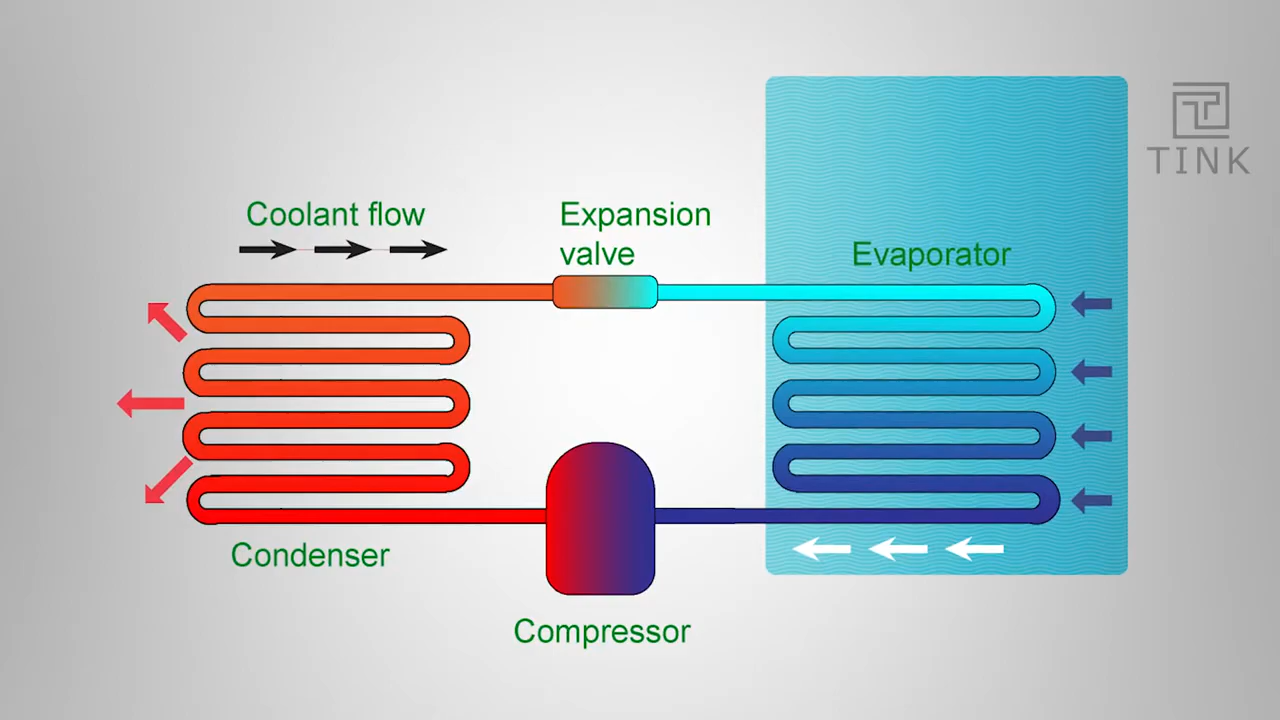 TINK
Coolant flow
Expansion
valve
Evaporator
Condenser
Compressor